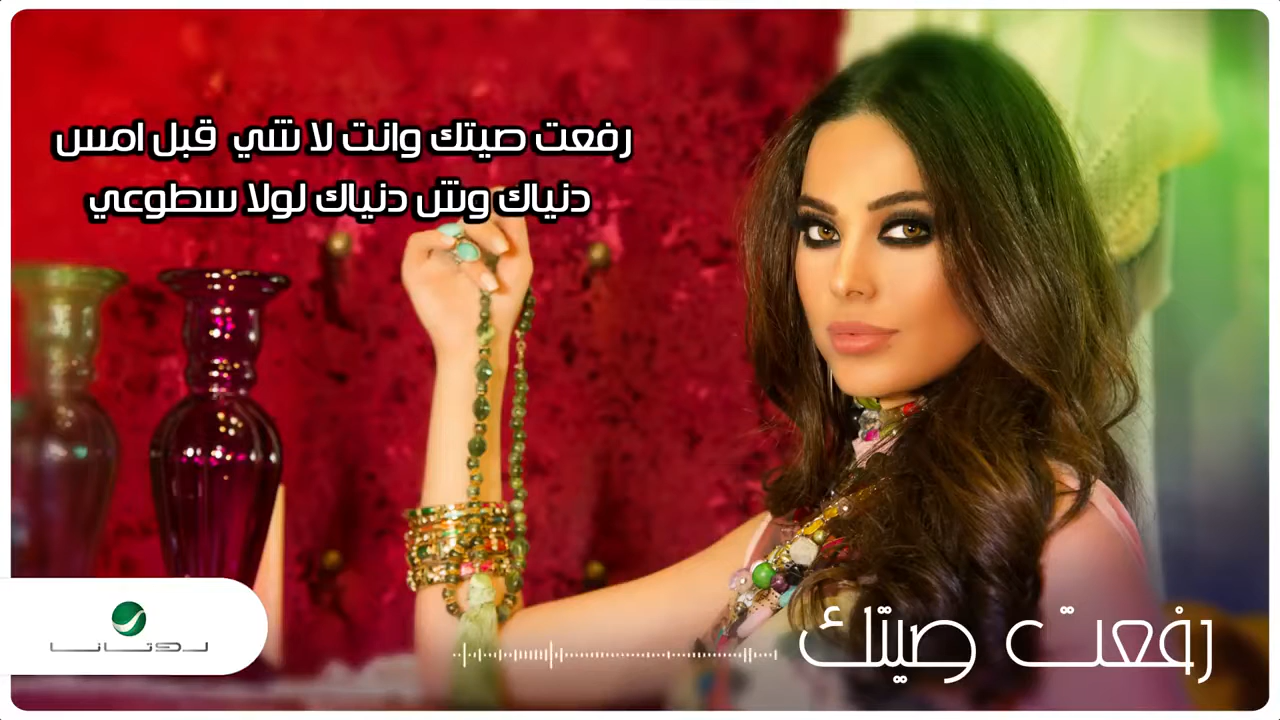 رفعت صيتك وانت لا شي قبل امس
دنياك وش دنياك لولا سطوعي
رفعت صيتك
روتانا